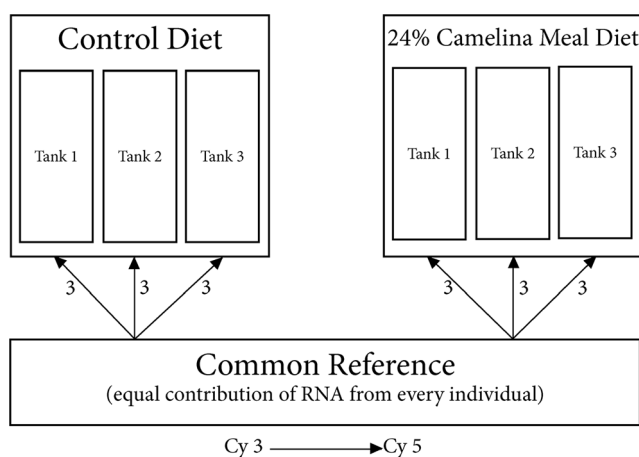 Control Diet
Tank 1
Tank 2
Tank 3
3
3
3
24% Camelina Meal Diet
Tank 1
Tank 2
Tank 3
3
3
3
Common Reference
(equal contribution of RNA from every individual)
Cy 3
Cy 5